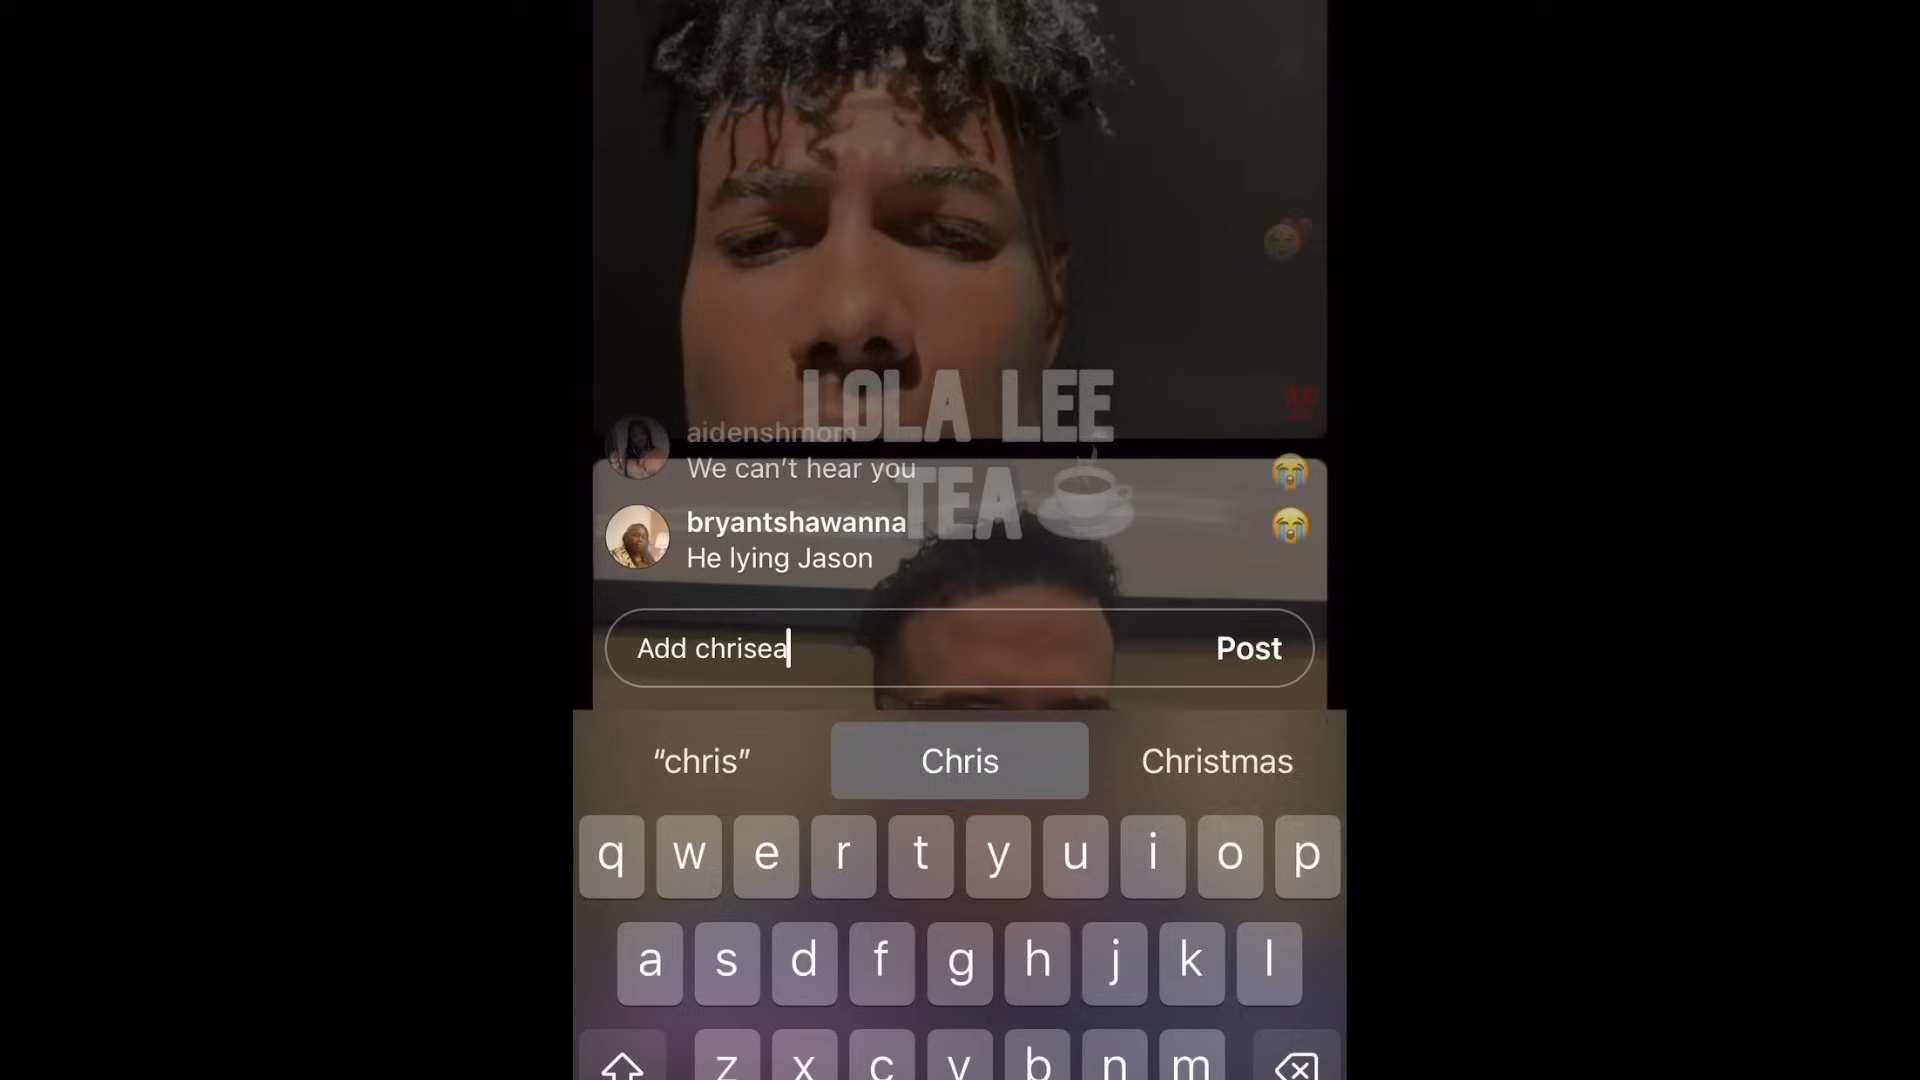 LOLA LEE
TEA
aidenshmom
We can’t hear you
bryantshawanna
He lying Jason
Add chrisea
Post
“chris”
Chris
Christmas
q w e r t y u i o p
a s d f g h j k l
z x c v b n m